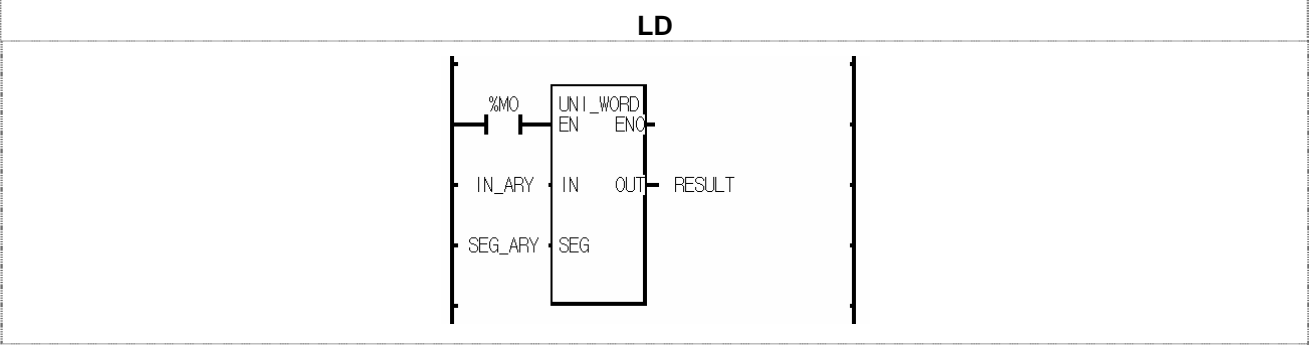 LD
%M0 UNI_WORD
EN ENO
IN_ARY IN OUT RESULT
SEG_ARY SEG